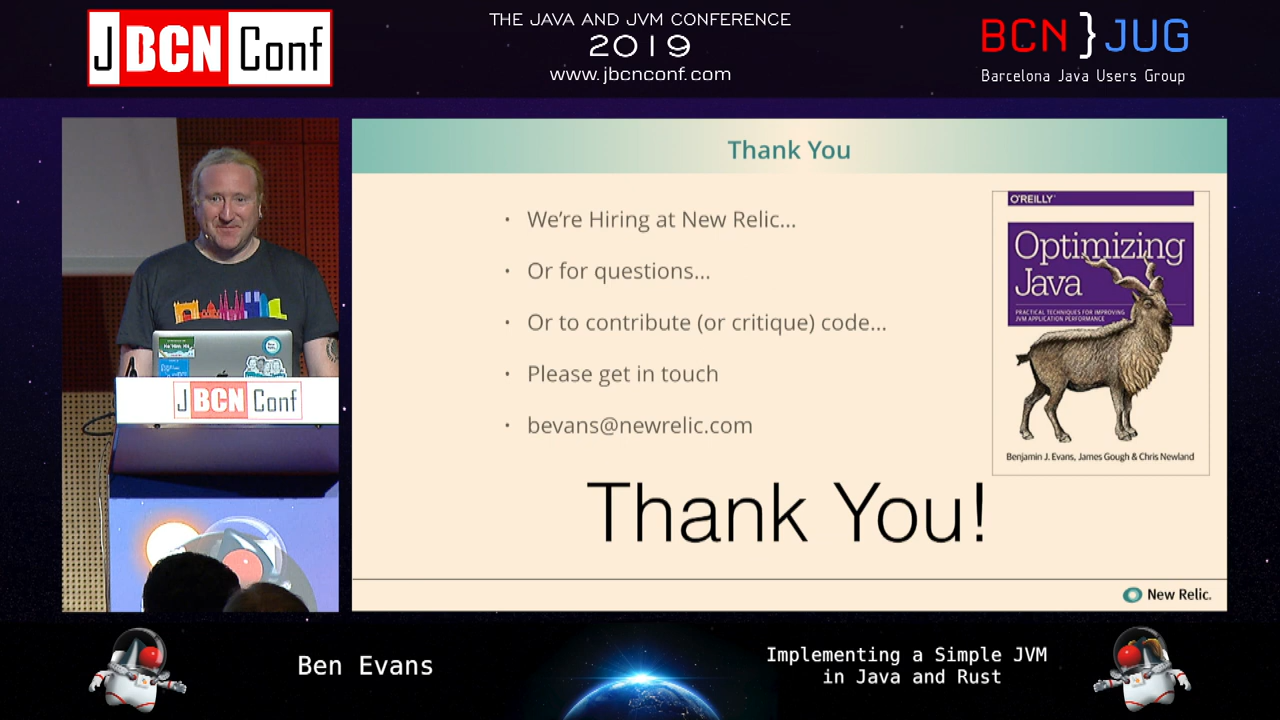 J BCN Conf
THE JAVA AND JVM CONFERENCE
2019
www.jbcnconf.com
BCN}JUG
Barcelona Java Users Group
Thank You
• We're Hiring at New Relic...
• Or for questions...
• Or to contribute (or critique) code...
• Please get in touch
• bevans@newrelic.com
O'REILLY
Optimizing
Java
PRACTICAL TECHNIQUES FOR IMPROVING
JVM APPLICATION PERFORMANCE
Benjamin J. Evans, James Gough & Chris Newland
Thank You!
New Relic.
J BCN Conf
Ben Evans
Implementing a Simple JVM
in Java and Rust